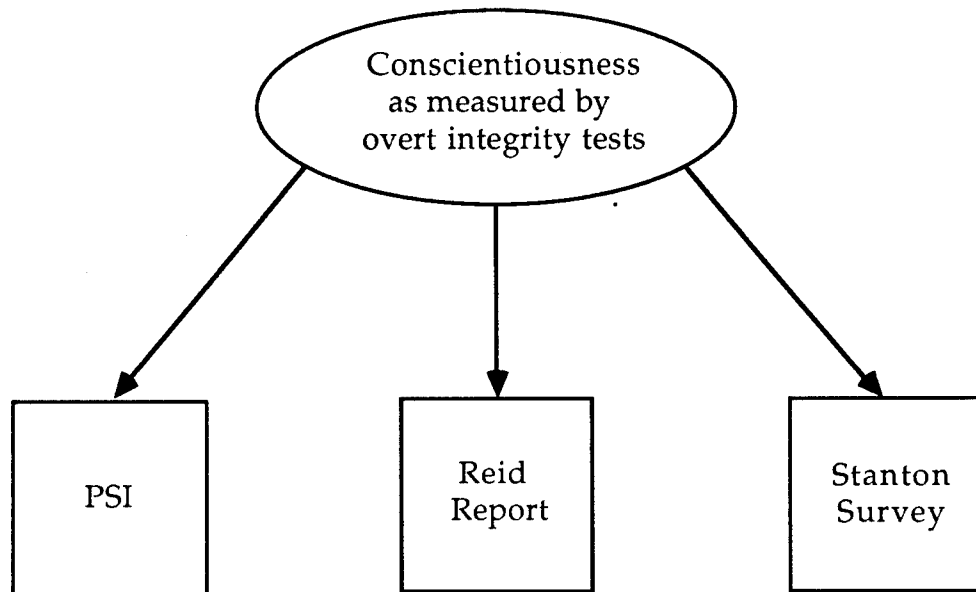 Conscientiousness
as measured by
overt integrity tests
PSI
Reid
Report
Stanton
Survey